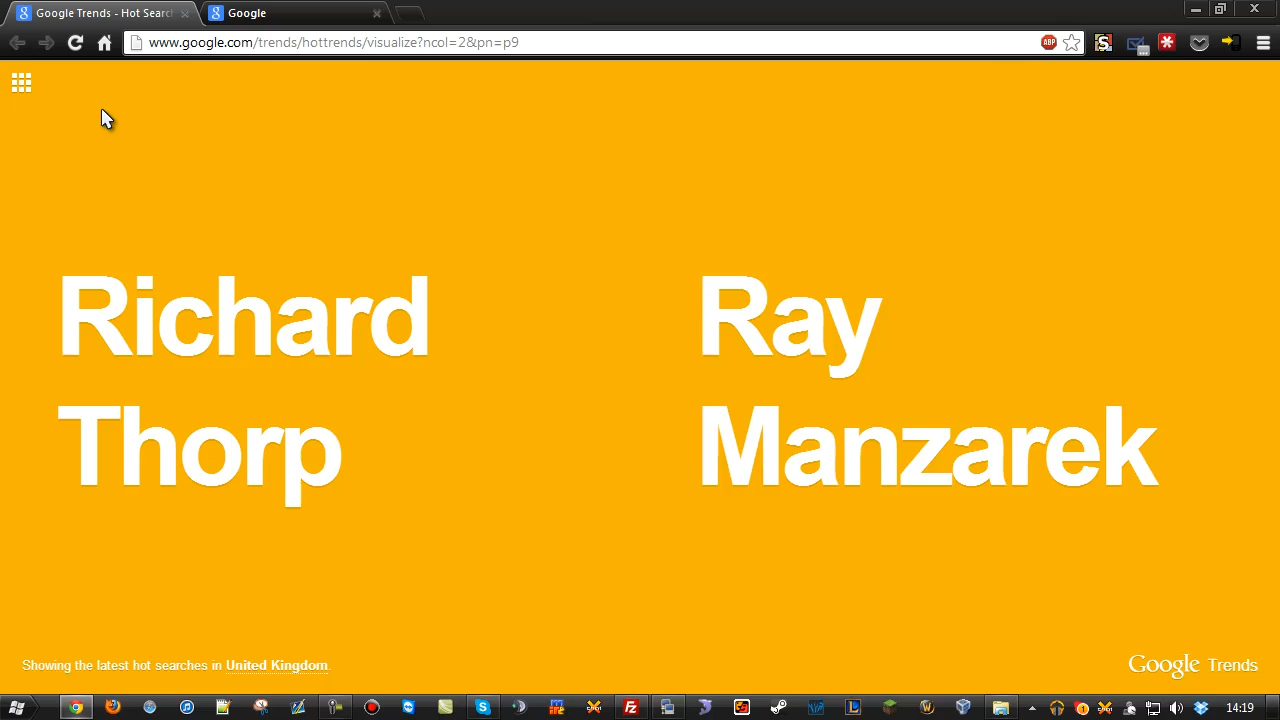 Google Trends - Hot Searc
Google
www.google.com/trends/hottrends/visualize?ncol=2&pn=p9
ABP
Richard
Thorp
Ray
Manzarek
Showing the latest hot searches in United Kingdom.
Google Trends
14:19